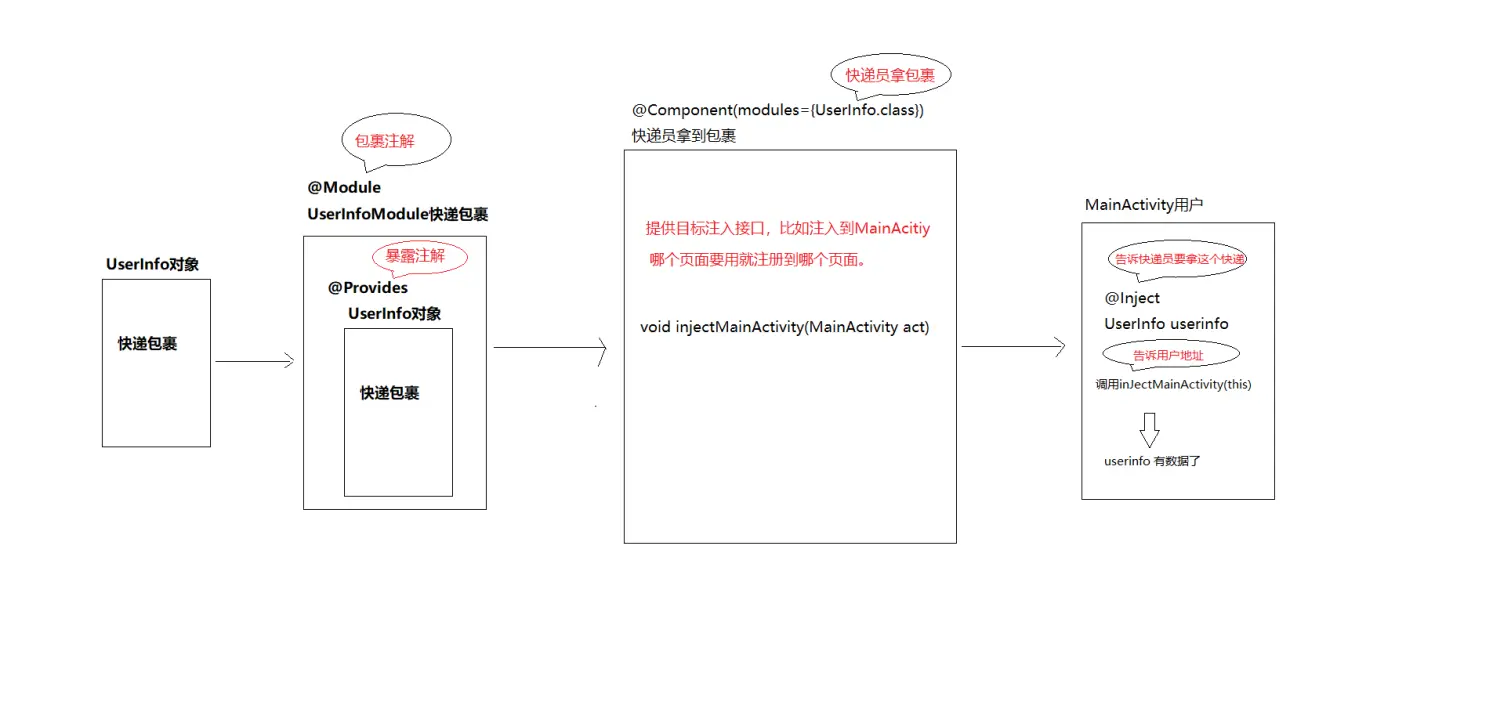 UserInfo对象
快递包裹
包裹注解
@Module
UserInfoModule快递包裹
暴露注解
@Provides
UserInfo对象
快递包裹
快递员拿包裹
@Component(modules={UserInfo.class})
快递员拿到包裹
提供目标注入接口，比如注入到MainAcitiy
哪个页面要用就注册到哪个页面。
void injectMainActivity(MainActivity act)
MainActivity用户
告诉快递员要拿这个快递
@Inject
UserInfo userinfo
告诉用户地址
调用inJectMainActivity(this)
userinfo 有数据了